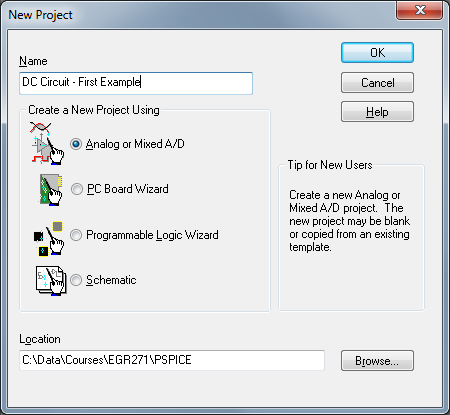 New Project
Name
DC Circuit - First Example
OK
Cancel
Help
Create a New Project Using
Analog or Mixed A/D
PC Board Wizard
Programmable Logic Wizard
Schematic
Tip for New Users
Create a new Analog or
Mixed A/D project. The
new project may be blank
or copied from an existing
template.
Location
C:\Data\Courses\EGR271\PSPICE
Browse...